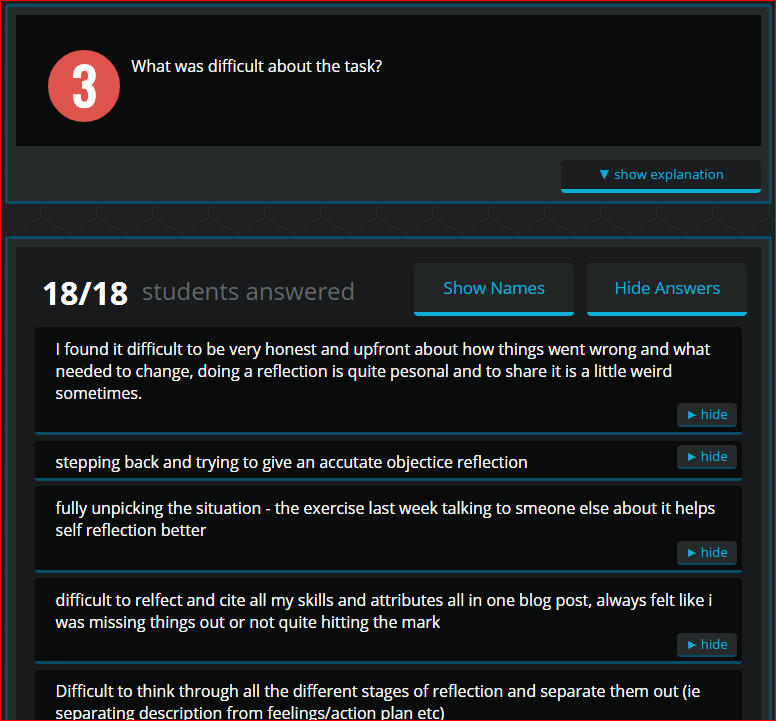 3
What was difficult about the task?
▼ show explanation
18/18 students answered
Show Names
Hide Answers
I found it difficult to be very honest and upfront about how things went wrong and what
needed to change, doing a reflection is quite pesonal and to share it is a little weird
sometimes.
► hide
stepping back and trying to give an accutate objectice reflection
► hide
fully unpicking the situation - the exercise last week talking to smeone else about it helps
self reflection better
► hide
difficult to relfect and cite all my skills and attributes all in one blog post, always felt like i
was missing things out or not quite hitting the mark
► hide
Difficult to think through all the different stages of reflection and separate them out (ie
separating description from feelings/action plan etc)